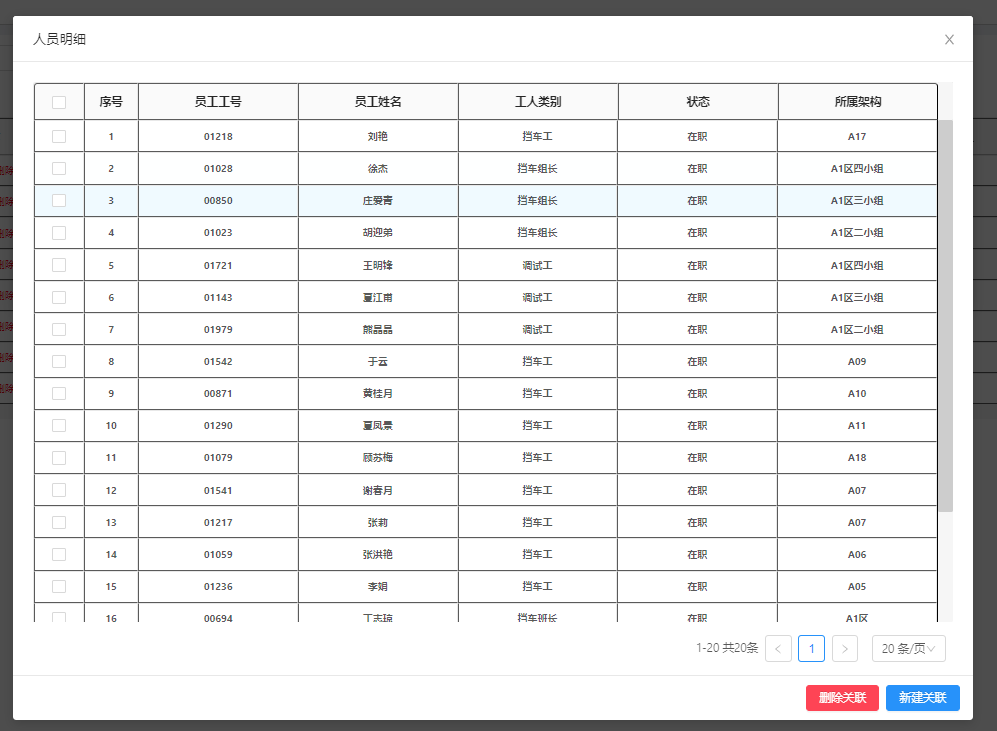 人员明细
序号 员工工号 员工姓名 工人类别 状态 所属架构
1 01218 刘艳 挡车工 在职 A17
2 01028 徐杰 挡车组长 在职 A1区四小组
3 00850 庄爱青 挡车组长 在职 A1区三小组
4 01023 胡迎弟 挡车组长 在职 A1区二小组
5 01721 王明锋 调试工 在职 A1区四小组
6 01143 夏江甫 调试工 在职 A1区三小组
7 01979 熊晶晶 调试工 在职 A1区二小组
8 01542 于云 挡车工 在职 A09
9 00871 黄桂月 挡车工 在职 A10
10 01290 夏凤景 挡车工 在职 A11
11 01079 顾苏梅 挡车工 在职 A18
12 01541 谢春月 挡车工 在职 A07
13 01217 张莉 挡车工 在职 A07
14 01059 张洪艳 挡车工 在职 A06
15 01236 李娟 挡车工 在职 A05
16 00694 丁志琼 挡车班长 在职 A1区
1-20 共20条 < 1 > 20 条/页
删除关联 新建关联